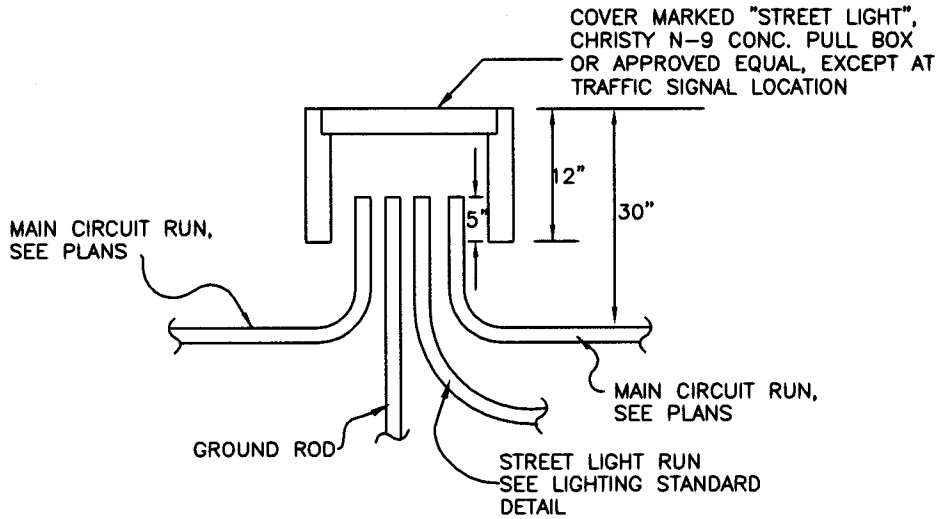 COVER MARKED "STREET LIGHT",
CHRISTY N-9 CONC. PULL BOX
OR APPROVED EQUAL, EXCEPT AT
TRAFFIC SIGNAL LOCATION
12"
5"
30"
MAIN CIRCUIT RUN,
SEE PLANS
MAIN CIRCUIT RUN,
SEE PLANS
GROUND ROD
STREET LIGHT RUN
SEE LIGHTING STANDARD
DETAIL